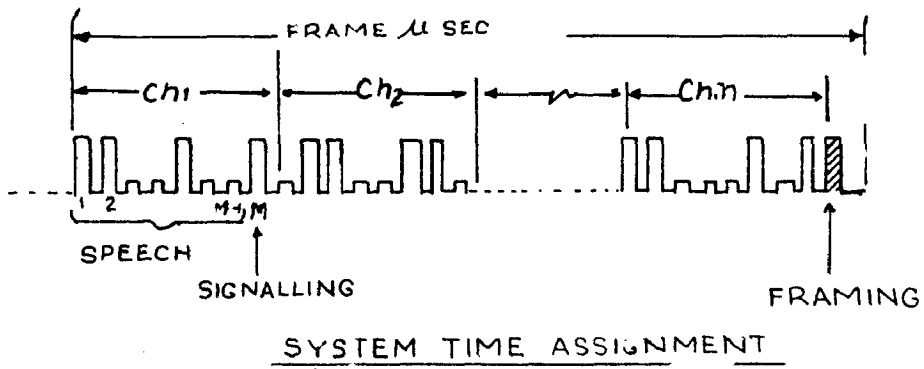 FRAME μ SEC
Ch1 Ch2 Ch.n
1 2 M-1 M
SPEECH
SIGNALLING
FRAMING
SYSTEM TIME ASSIGNMENT